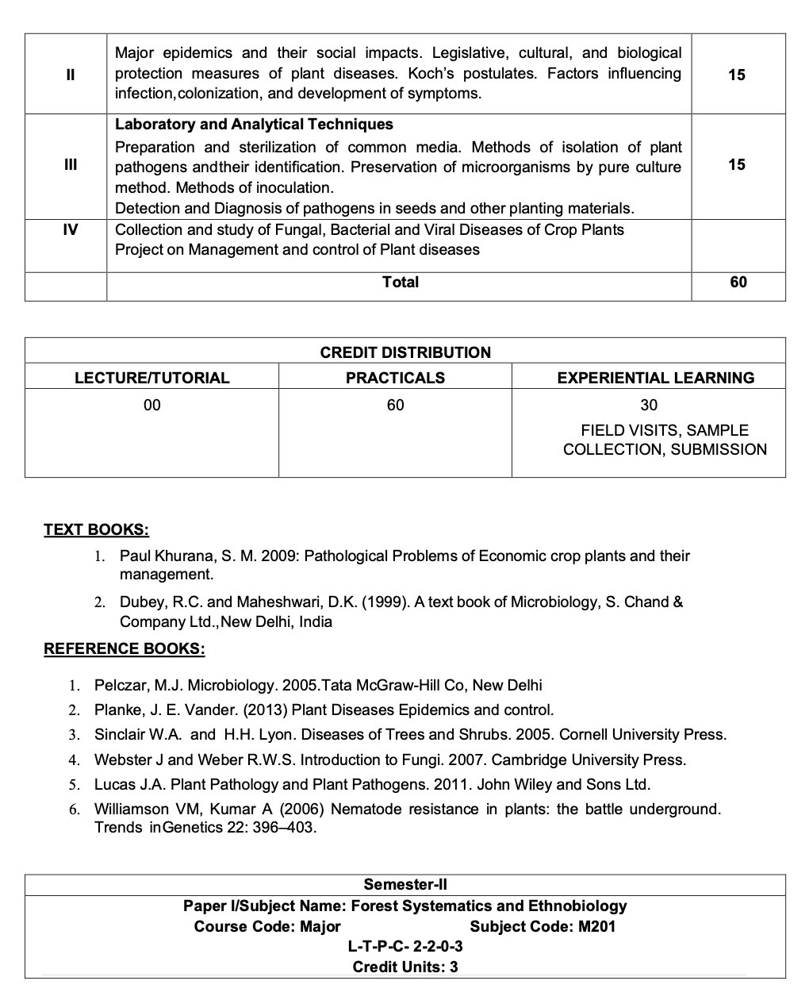 Major epidemics and their social impacts. Legislative, cultural, and biological
II protection measures of plant diseases. Koch’s postulates. Factors influencing 15
infection,colonization, and development of symptoms.
Laboratory and Analytical Techniques
Preparation and sterilization of common media. Methods of isolation of plant
III pathogens andtheir identification. Preservation of microorganisms by pure culture 15
method. Methods of inoculation.
Detection and Diagnosis of pathogens in seeds and other planting materials.
IV Collection and study of Fungal, Bacterial and Viral Diseases of Crop Plants
Project on Management and control of Plant diseases
Total 60
CREDIT DISTRIBUTION
LECTURE/TUTORIAL PRACTICALS EXPERIENTIAL LEARNING
00 60 30
FIELD VISITS, SAMPLE
COLLECTION, SUBMISSION
TEXT BOOKS:
1. Paul Khurana, S. M. 2009: Pathological Problems of Economic crop plants and their
management.
2. Dubey, R.C. and Maheshwari, D.K. (1999). A text book of Microbiology, S. Chand &
Company Ltd.,New Delhi, India
REFERENCE BOOKS:
1. Pelczar, M.J. Microbiology. 2005.Tata McGraw-Hill Co, New Delhi
2. Planke, J. E. Vander. (2013) Plant Diseases Epidemics and control.
3. Sinclair W.A. and H.H. Lyon. Diseases of Trees and Shrubs. 2005. Cornell University Press.
4. Webster J and Weber R.W.S. Introduction to Fungi. 2007. Cambridge University Press.
5. Lucas J.A. Plant Pathology and Plant Pathogens. 2011. John Wiley and Sons Ltd.
6. Williamson VM, Kumar A (2006) Nematode resistance in plants: the battle underground.
Trends inGenetics 22: 396–403.
Semester-II
Paper I/Subject Name: Forest Systematics and Ethnobiology
Course Code: Major Subject Code: M201
L-T-P-C- 2-2-0-3
Credit Units: 3